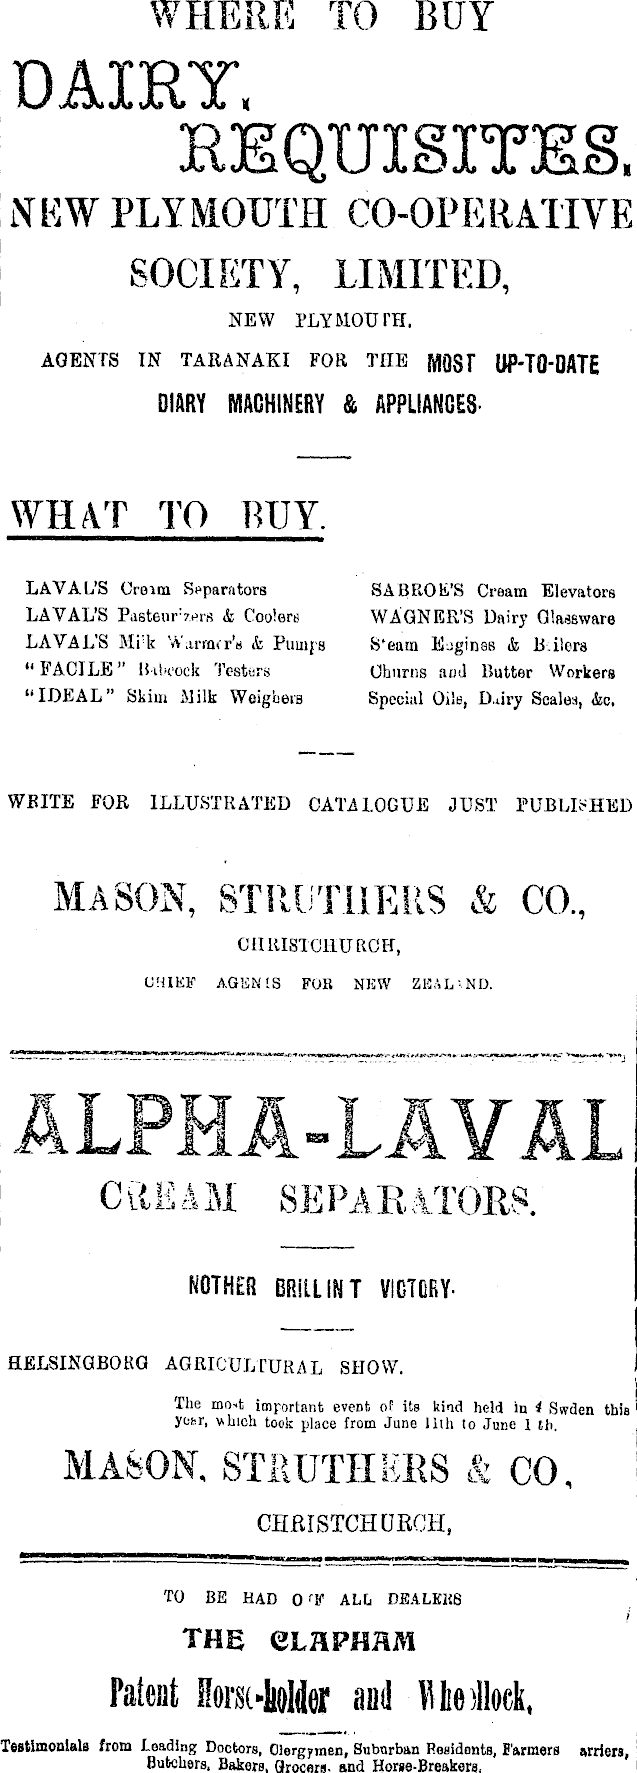 WHERE TO BUY
DAIRY.
REQUISITES.
NEW PLYMOUTH CO-OPERATIVE
SOCIETY, LIMITED,
NEW PLYMOUTH.
AGENTS IN TARANAKI FOR THE MOST UP-TO-DATE
DIARY MACHINERY & APPLIANCES.
WHAT TO BUY.
LAVAL'S Cream Separators
LAVAL'S Pasteurizers & Coolers
LAVAL'S Milk Warmer's & Pumps
"FACILE" Babcock Testers
"IDEAL" Skim Milk Weighers
SABROE'S Cream Elevators
WAGNER'S Dairy Glassware
Steam Engines & Boilers
Churns and Butter Workers
Special Oils, Dairy Scales, &c.
WRITE FOR ILLUSTRATED CATALOGUE JUST PUBLISHED
MASON, STRUTHERS & CO.,
CHRISTCHURCH,
CHIEF AGENTS FOR NEW ZEALAND.
ALPHA-LAVAL
CREAM SEPARATORS.
NOTHER BRILLINT VICTORY.
HELSINGBORG AGRICULTURAL SHOW.
The most important event of its kind held in Swden this
year, which took place from June 11th to June 1 th.
MASON, STRUTHERS & CO,
CHRISTCHURCH,
TO BE HAD OFF ALL DEALERS
THE CLAPHAM
Patent Horse-holder and Wheellock,
Testimonials from Leading Doctors, Clergymen, Suburban Residents, Farmers arriers,
Butchers, Bakers, Grocers. and Horse-Breakers.